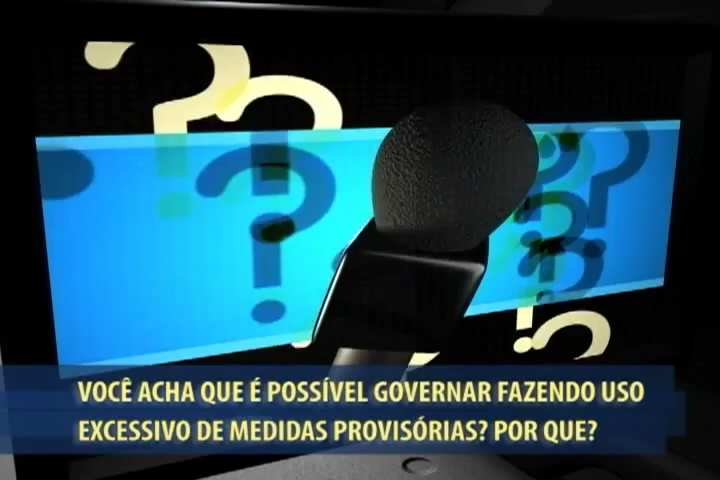 VOCÊ ACHA QUE É POSSÍVEL GOVERNAR FAZENDO USO
EXCESSIVO DE MEDIDAS PROVISÓRIAS? POR QUE?